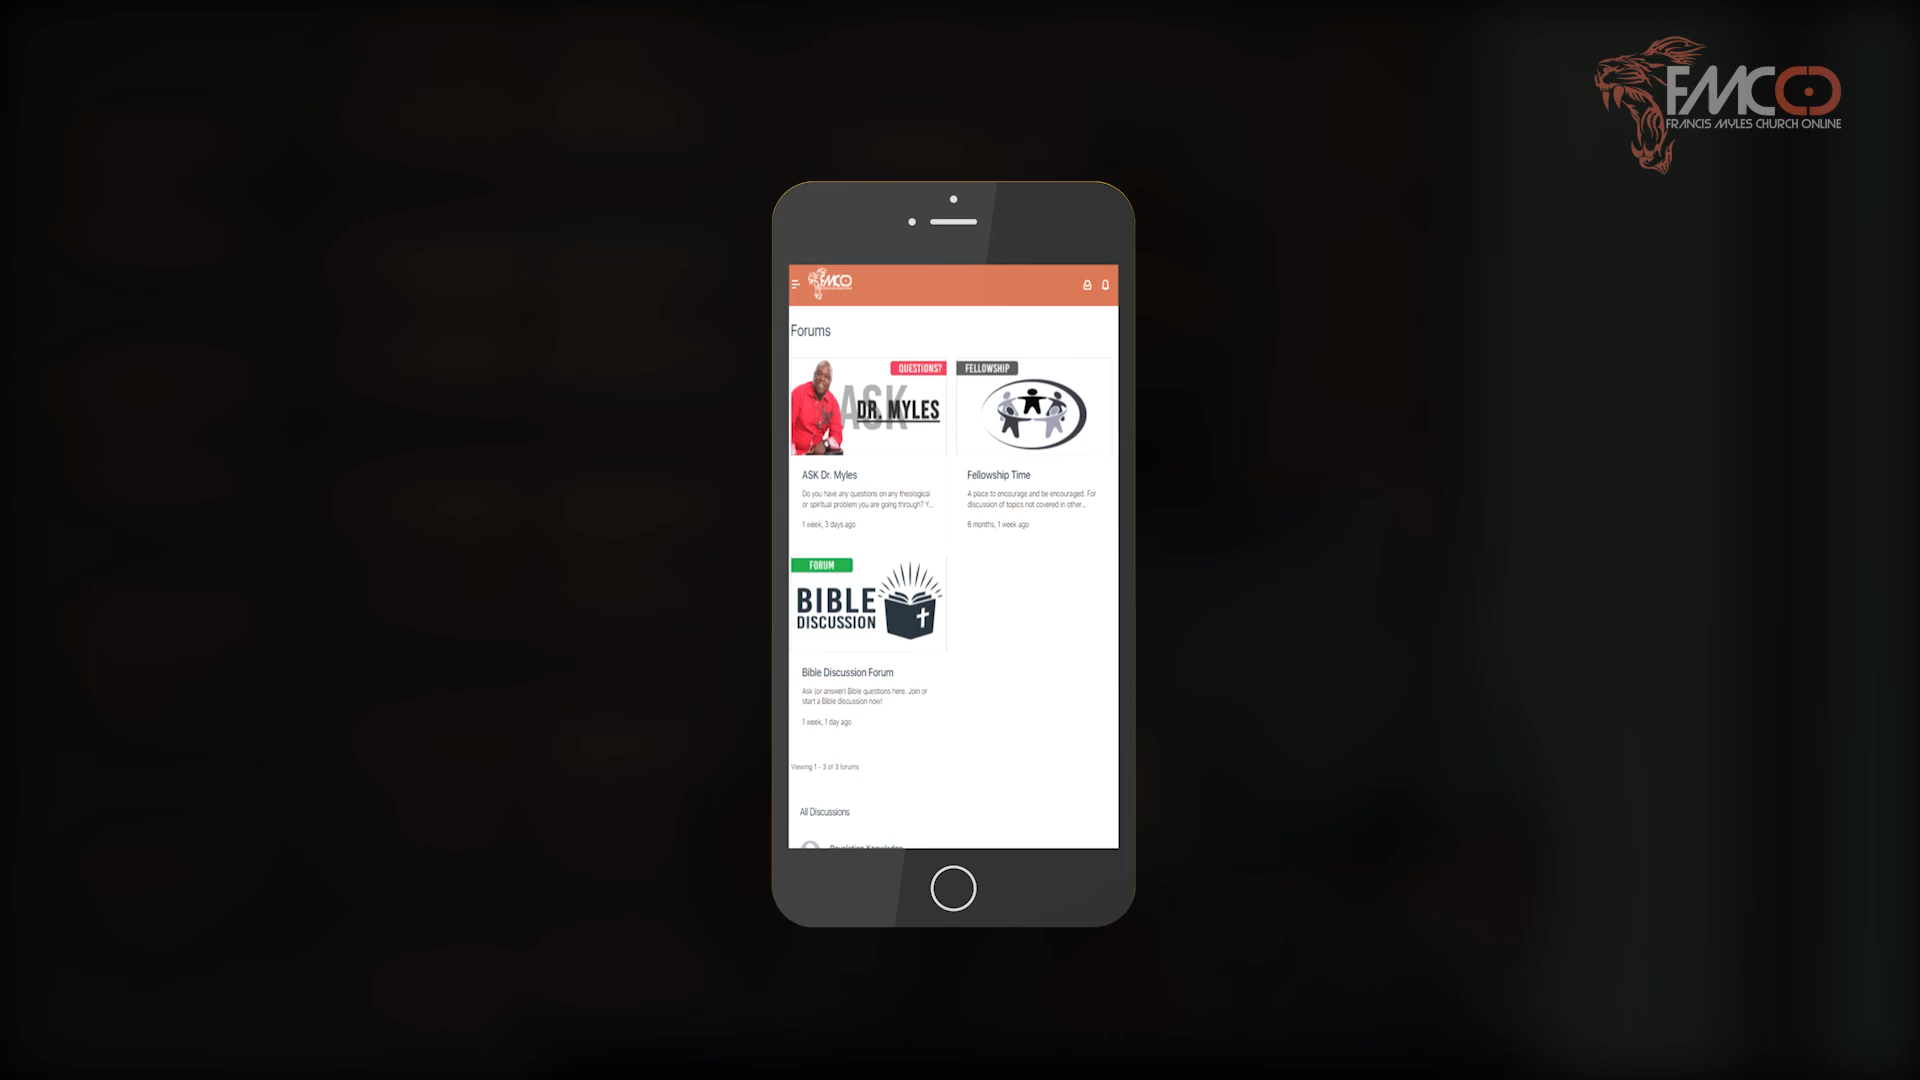 FMCO
FRANCIS MYLES CHURCH ONLINE
FMCO
Forums
QUESTIONS?
ASK
DR. MYLES
FELLOWSHIP
ASK Dr. Myles
Do you have any questions on any theological
or spiritual problem you are going through? Y...
1 week, 3 days ago
Fellowship Time
A place to encourage and be encouraged. For
discussion of topics not covered in other...
6 months, 1 week ago
FORUM
BIBLE
DISCUSSION
Bible Discussion Forum
Ask (or answer) Bible questions here. Join or
start a Bible discussion now!
1 week, 1 day ago
Viewing 1 - 3 of 3 forums
All Discussions
Revelation Knowledge